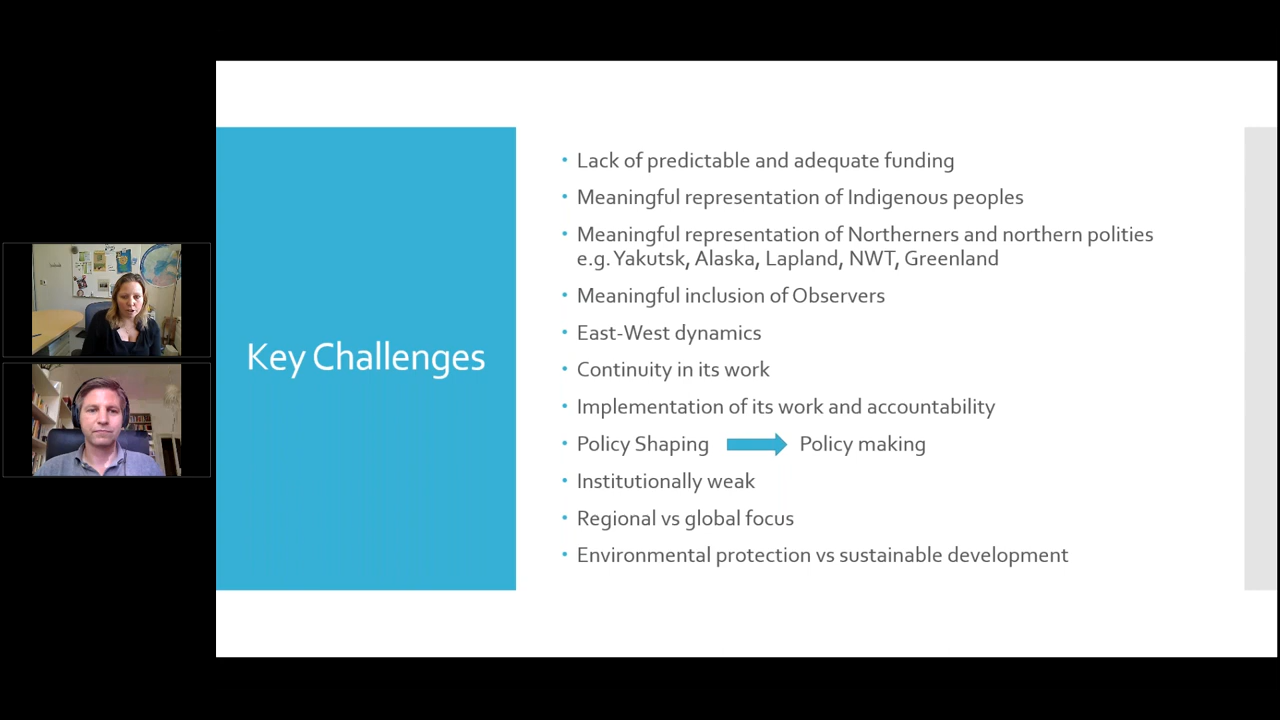 Key Challenges
• Lack of predictable and adequate funding
• Meaningful representation of Indigenous peoples
• Meaningful representation of Northerners and northern polities
e.g. Yakutsk, Alaska, Lapland, NWT, Greenland
• Meaningful inclusion of Observers
• East-West dynamics
• Continuity in its work
• Implementation of its work and accountability
• Policy Shaping Policy making
• Institutionally weak
• Regional vs global focus
• Environmental protection vs sustainable development